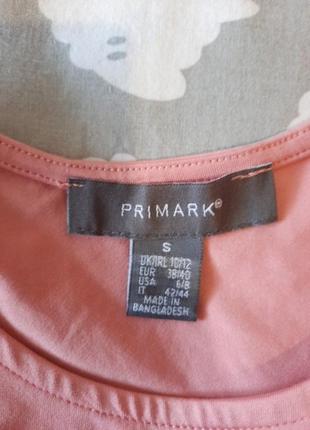 PRIMARK®
S
UK/IRL 10/12
EUR 38/40
USA 6/8
IT 42/44
MADE IN
BANGLADESH